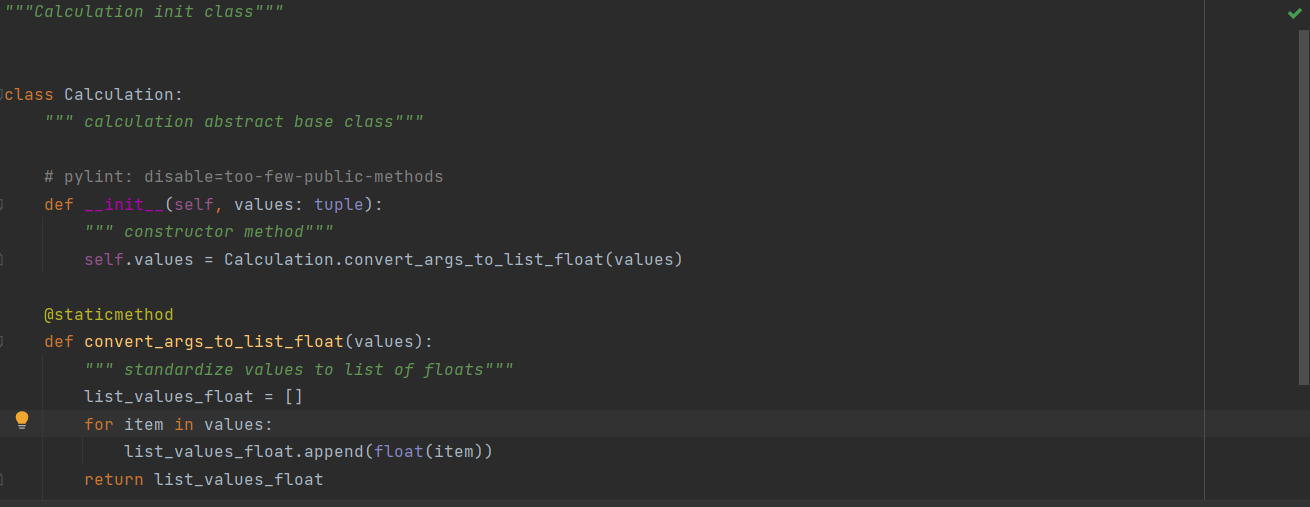 """Calculation init class"""
class Calculation:
""" calculation abstract base class"""
# pylint: disable=too-few-public-methods
def __init__(self, values: tuple):
""" constructor method"""
self.values = Calculation.convert_args_to_list_float(values)
@staticmethod
def convert_args_to_list_float(values):
""" standardize values to list of floats"""
list_values_float = []
for item in values:
list_values_float.append(float(item))
return list_values_float